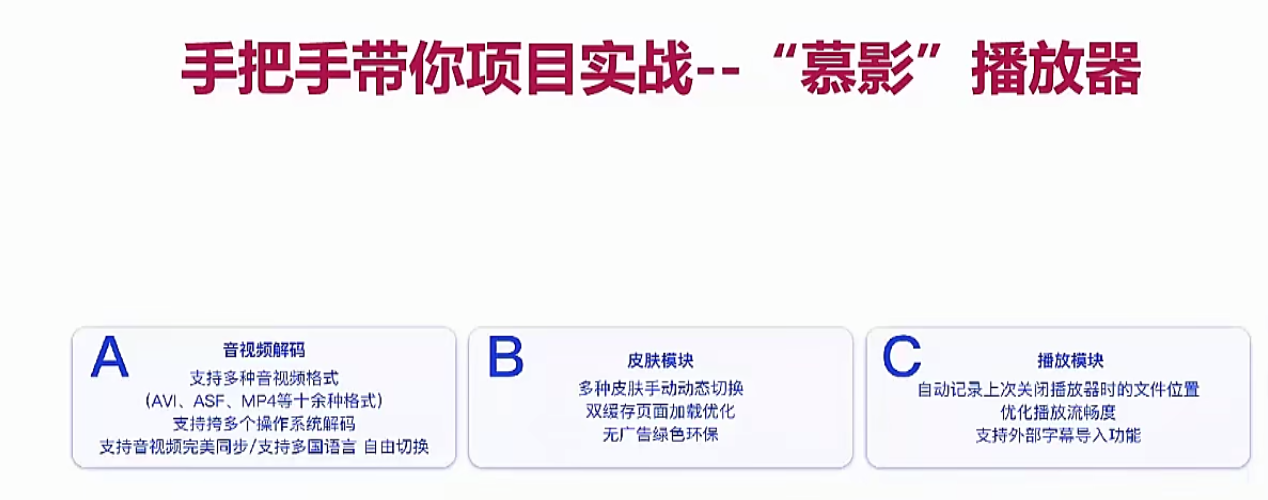 手把手带你项目实战--“慕影”播放器
A
音视频解码
支持多种音视频格式
（AVI、ASF、MP4等十余种格式）
支持挎多个操作系统解码
支持音视频完美同步/支持多国语言 自由切换
B
皮肤模块
多种皮肤手动动态切换
双缓存页面加载优化
无广告绿色环保
C
播放模块
自动记录上次关闭播放器时的文件位置
优化播放流畅度
支持外部字幕导入功能